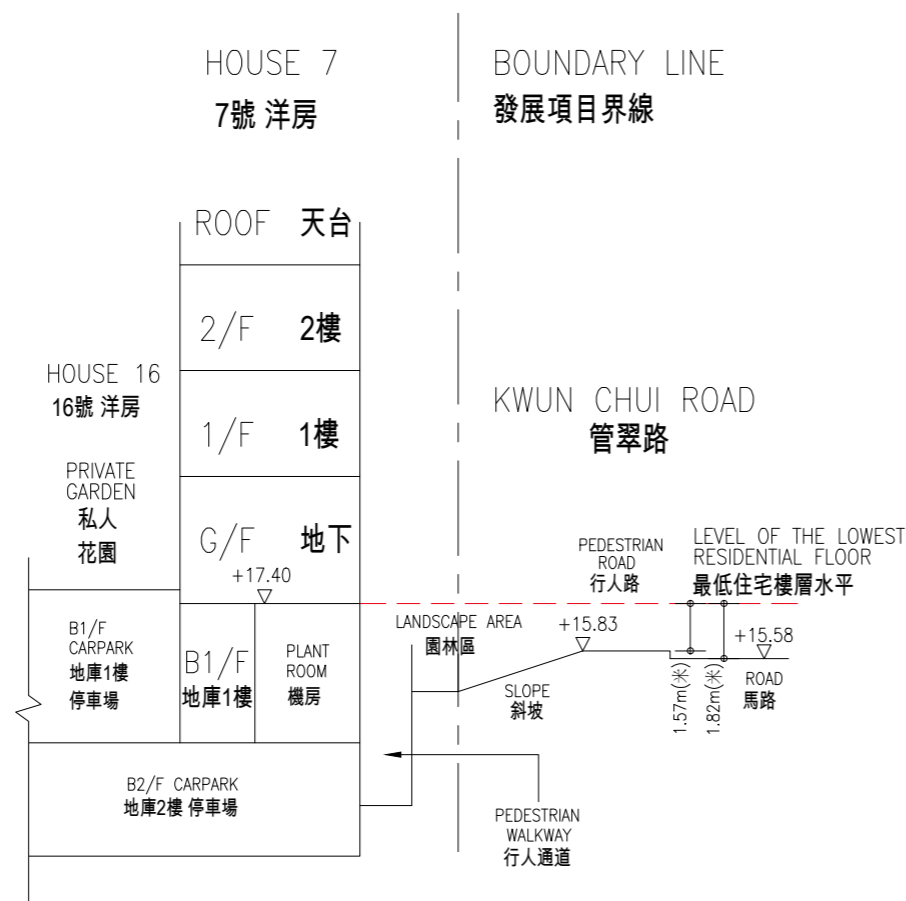 HOUSE 7
7號 洋房
BOUNDARY LINE
發展項目界線
ROOF 天台
2/F 2樓
HOUSE 16
16號 洋房
1/F 1樓
KWUN CHUI ROAD
管翠路
PRIVATE
GARDEN
私人
花園
G/F 地下
+17.40
PEDESTRIAN
ROAD
行人路
LEVEL OF THE LOWEST
RESIDENTIAL FLOOR
最低住宅樓層水平
B1/F
CARPARK
地庫1樓
停車場
B1/F
地庫1樓
PLANT
ROOM
機房
LANDSCAPE AREA
園林區
+15.83
+15.58
SLOPE
斜坡
1.57m(米)
1.82m(米)
ROAD
馬路
B2/F CARPARK
地庫2樓 停車場
PEDESTRIAN
WALKWAY
行人通道